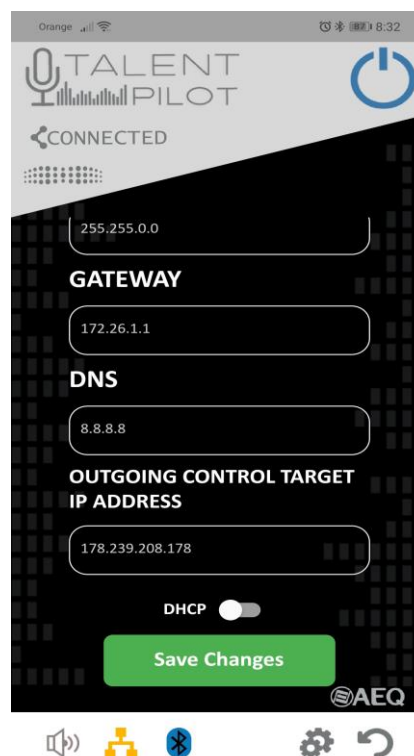 Orange 8:32
TALENT
PILOT
CONNECTED
255.255.0.0
GATEWAY
172.26.1.1
DNS
8.8.8.8
OUTGOING CONTROL TARGET
IP ADDRESS
178.239.208.178
DHCP
Save Changes
AEQ